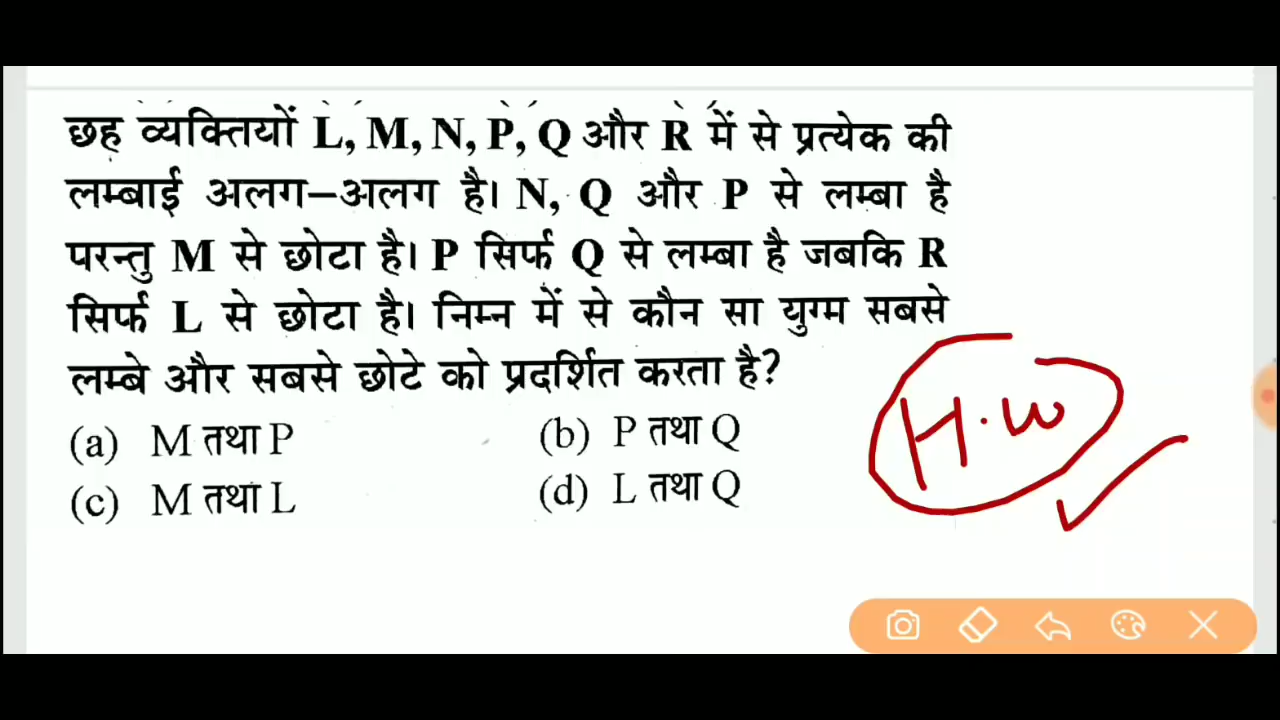 छह व्यक्तियों L, M, N, P, Q और R में से प्रत्येक की
लम्बाई अलग–अलग है। N, Q और P से लम्बा है
परन्तु M से छोटा है। P सिर्फ Q से लम्बा है जबकि R
सिर्फ L से छोटा है। निम्न में से कौन सा युग्म सबसे
लम्बे और सबसे छोटे को प्रदर्शित करता है?
(a) M तथा P (b) P तथा Q
(c) M तथा L (d) L तथा Q
H.W